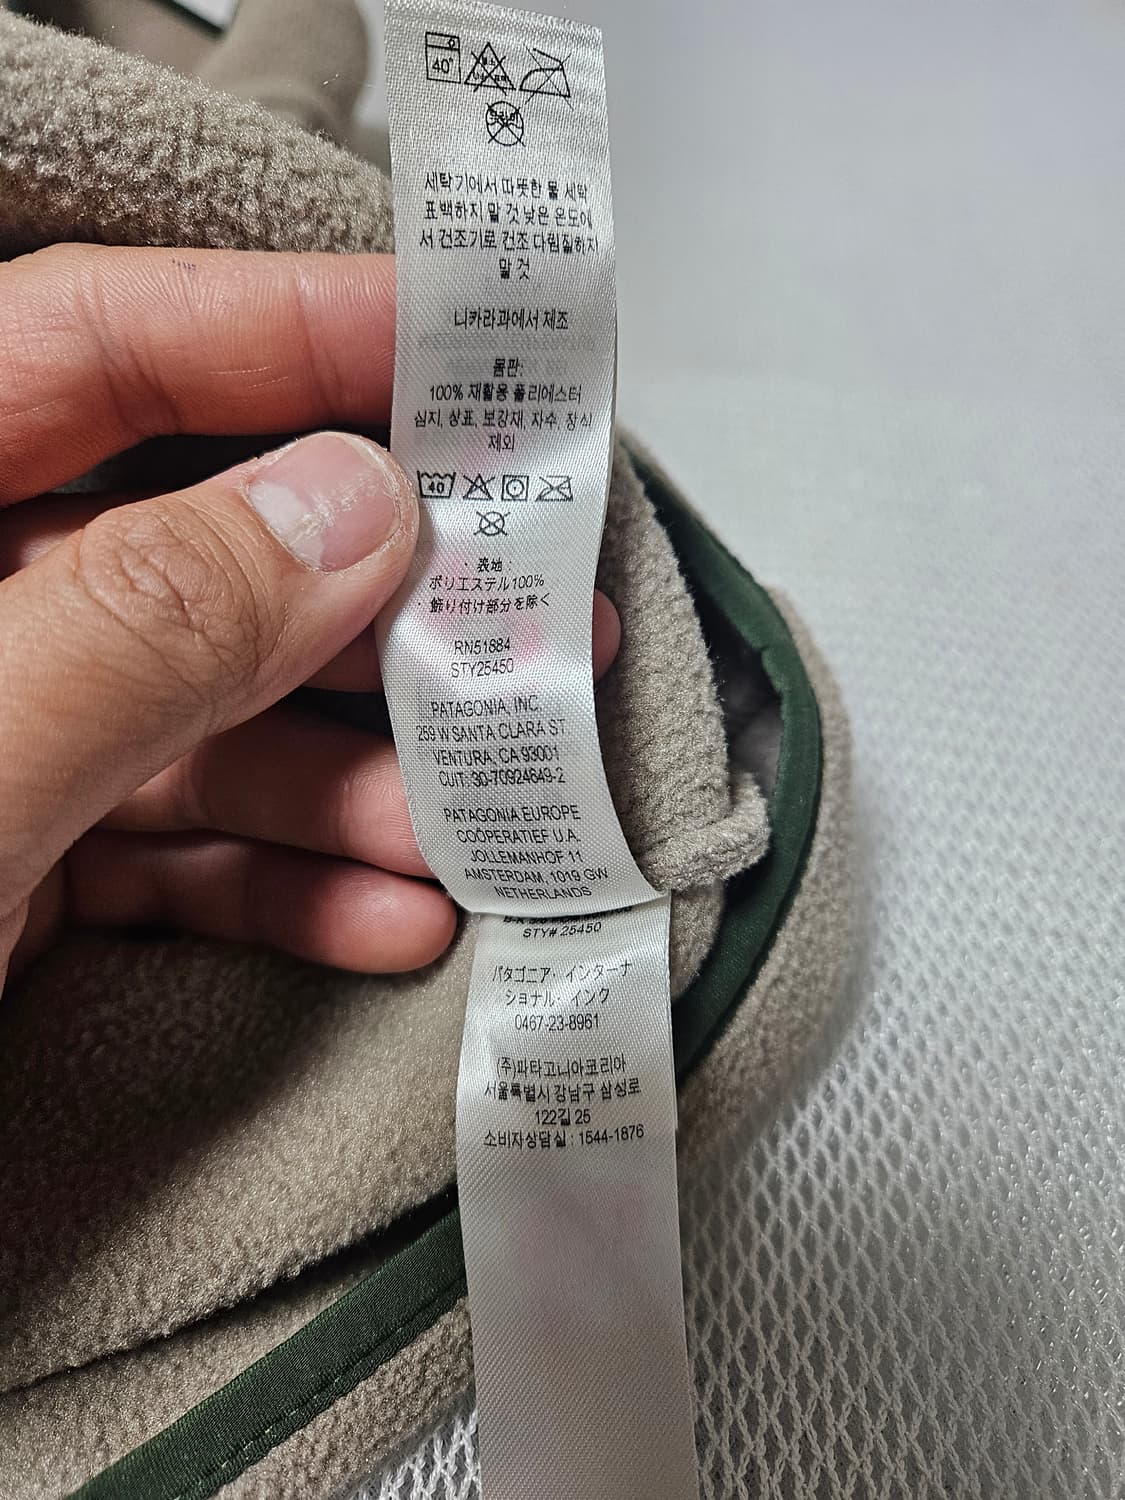 40°
세탁기에서 따뜻한 물 세탁
표백하지 말 것 낮은 온도에
서 건조기로 건조 다림질하지
말 것
니카라과에서 제조
몸판:
100% 재활용 폴리에스터
심지, 상표, 보강재, 자수, 장식
제외
40
表地:
ポリエステル100%
飾り付け部分を除く
RN51884
STY25450
PATAGONIA, INC.
259 W SANTA CLARA ST
VENTURA, CA 93001
CUIT: 30-70924649-2
PATAGONIA EUROPE
COÖPERATIEF U.A.
JOLLEMANHOF 11
AMSTERDAM, 1019 GW
NETHERLANDS
STY# 25450
パタゴニア・インターナ
ショナル・インク
0467-23-8961
(주)파타고니아코리아
서울특별시 강남구 삼성로
122길 25
소비자상담실 : 1544-1876